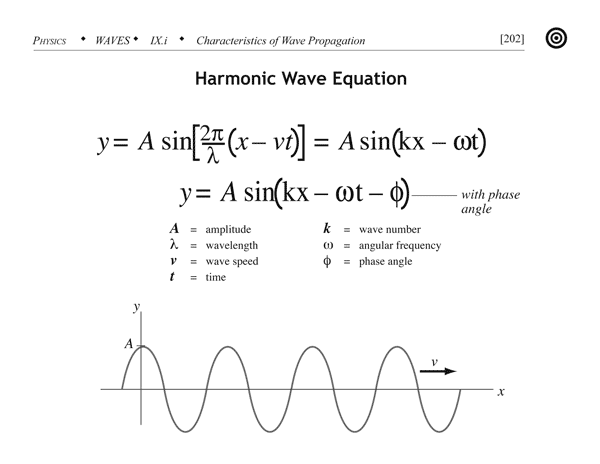 PHYSICS ◆ WAVES ◆ IX.i ◆ Characteristics of Wave Propagation [202]
Harmonic Wave Equation
y = A sin[2π/λ(x – vt)] = A sin(kx – ωt)
y = A sin(kx – ωt – ϕ) with phase angle
A = amplitude k = wave number
λ = wavelength ω = angular frequency
v = wave speed ϕ = phase angle
t = time
y
A
v
x